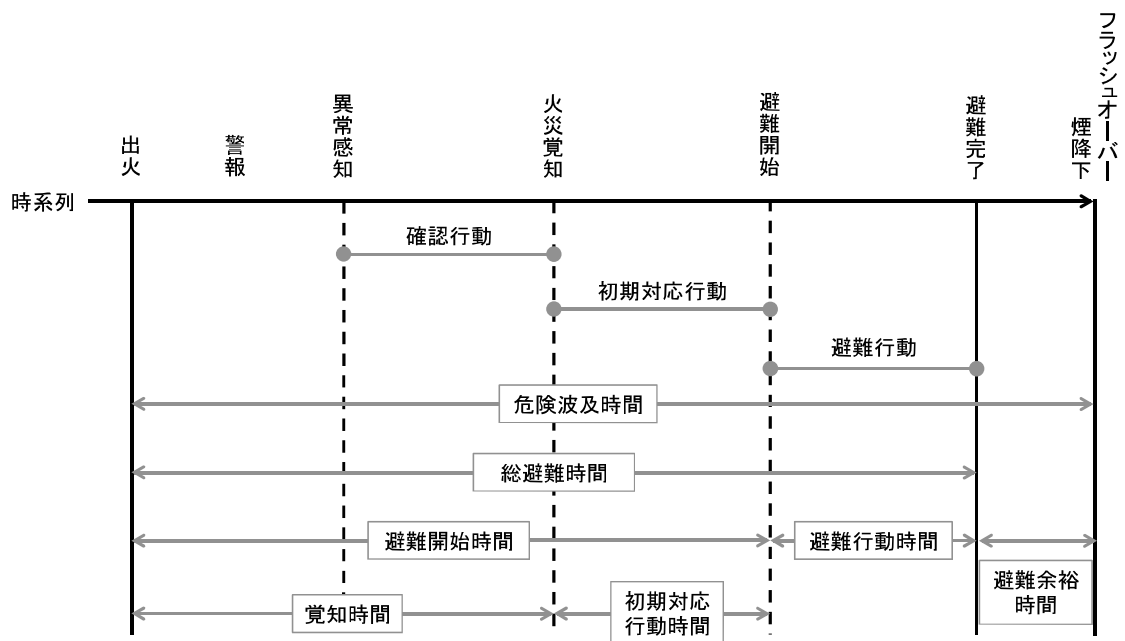 フラッシュオーバー
煙降下
避難完了
避難開始
火災覚知
異常感知
警報
出火
時系列
確認行動
初期対応行動
避難行動
危険波及時間
総避難時間
避難開始時間
避難行動時間
避難余裕
時間
覚知時間
初期対応
行動時間